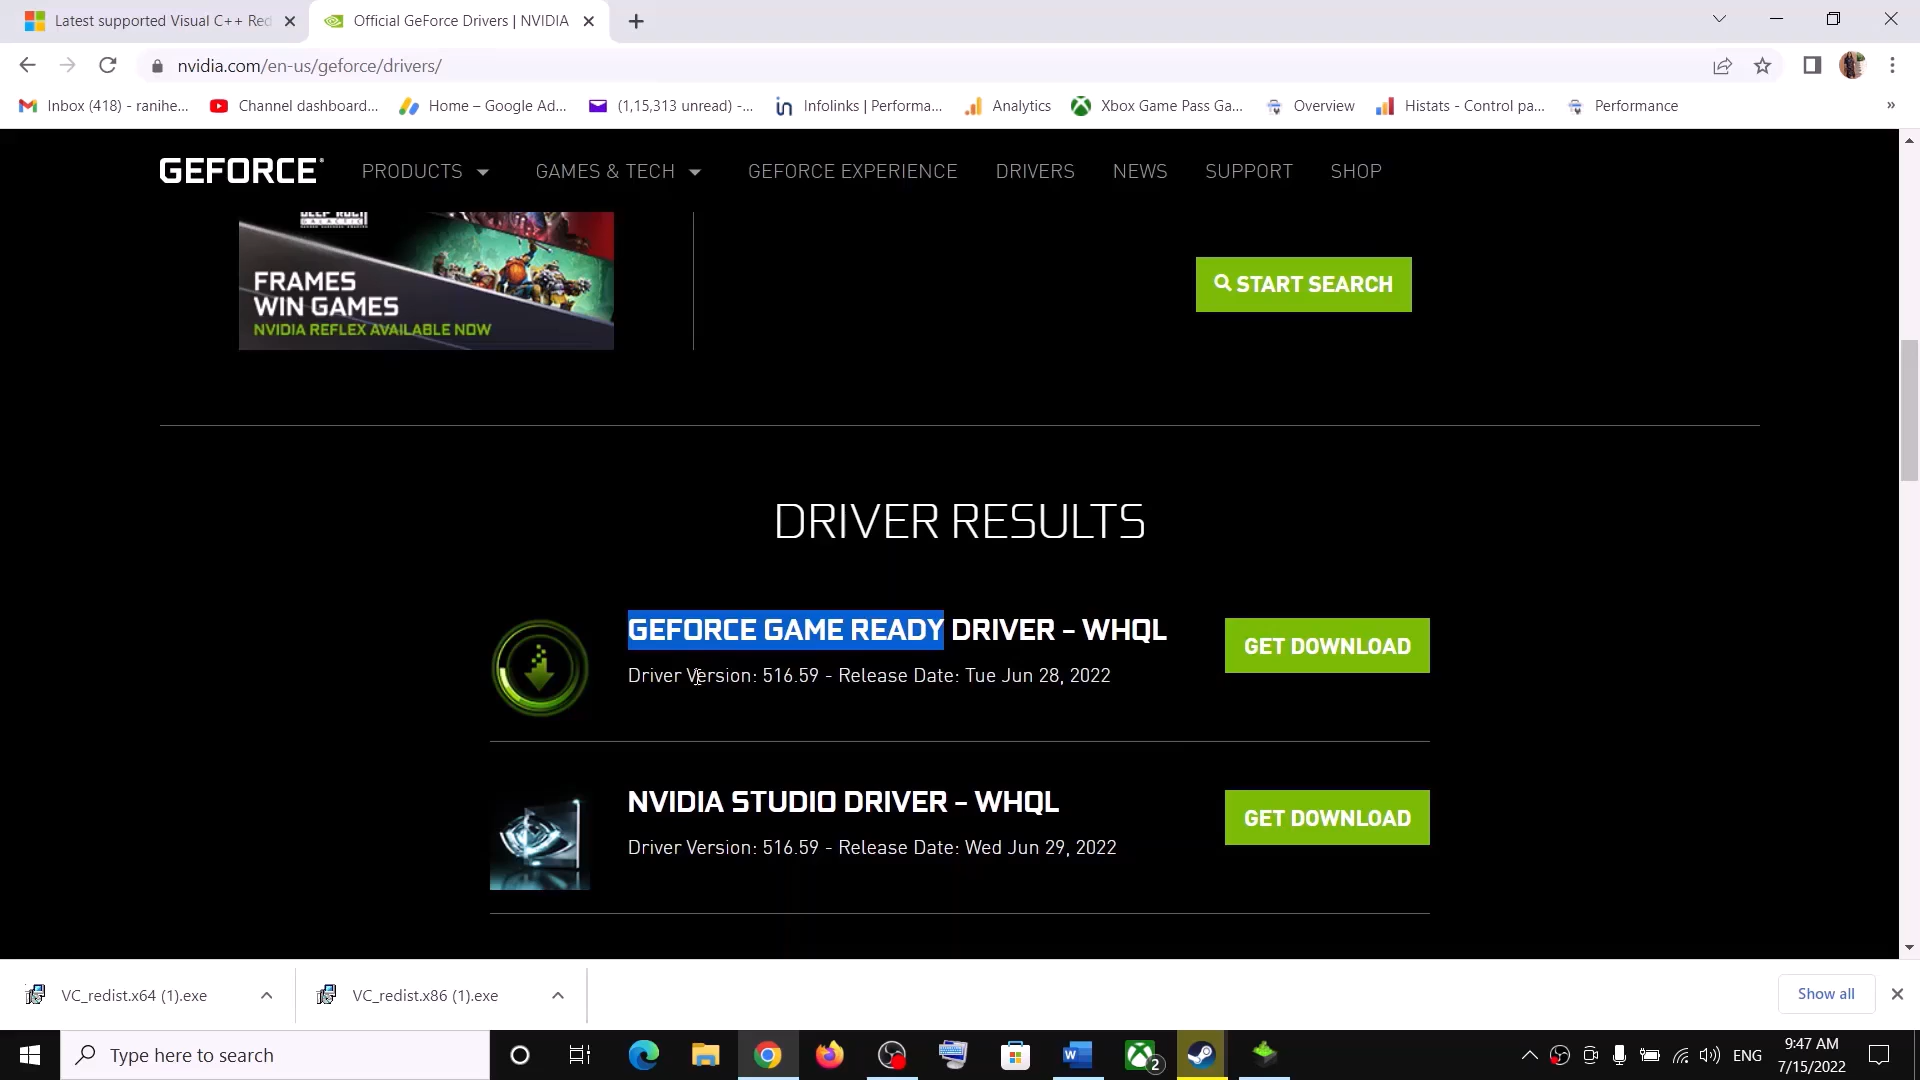 Latest supported Visual C++ Red
Official GeForce Drivers | NVIDIA
nvidia.com/en-us/geforce/drivers/
Inbox (418) - ranihe...
Channel dashboard...
Home – Google Ad...
(1,15,313 unread) -...
Infolinks | Performa...
Analytics
Xbox Game Pass Ga...
Overview
Histats - Control pa...
Performance
»
GEFORCE
PRODUCTS
GAMES & TECH
GEFORCE EXPERIENCE
DRIVERS
NEWS
SUPPORT
SHOP
DEEP ROCK
GALACTIC
FRAMES
WIN GAMES
NVIDIA REFLEX AVAILABLE NOW
START SEARCH
DRIVER RESULTS
GEFORCE GAME READY DRIVER - WHQL
Driver Version: 516.59 - Release Date: Tue Jun 28, 2022
GET DOWNLOAD
NVIDIA STUDIO DRIVER - WHQL
Driver Version: 516.59 - Release Date: Wed Jun 29, 2022
GET DOWNLOAD
VC_redist.x64 (1).exe
VC_redist.x86 (1).exe
Show all
Type here to search
2
ENG
9:47 AM
7/15/2022